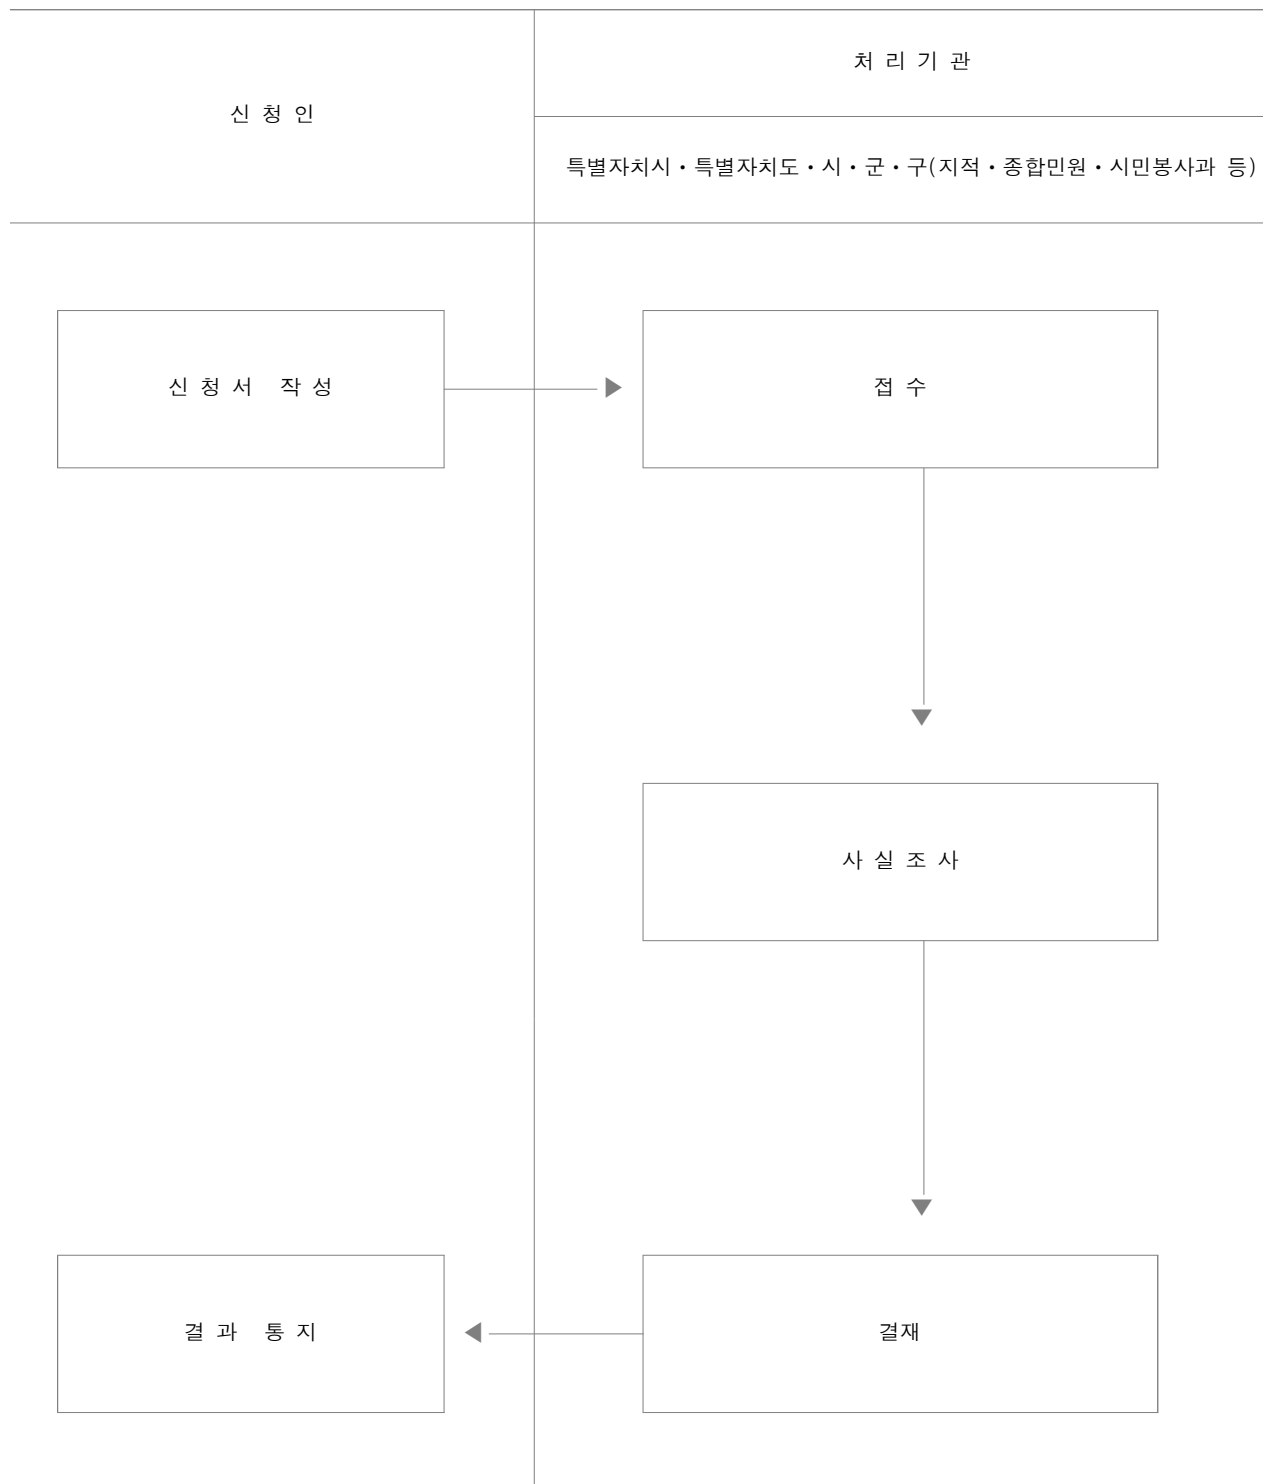 신 청 인
처 리 기 관
특별자치시・특별자치도・시・군・구(지적・종합민원・시민봉사과 등)
신 청 서 작 성
접 수
사 실 조 사
결 과 통 지
결재